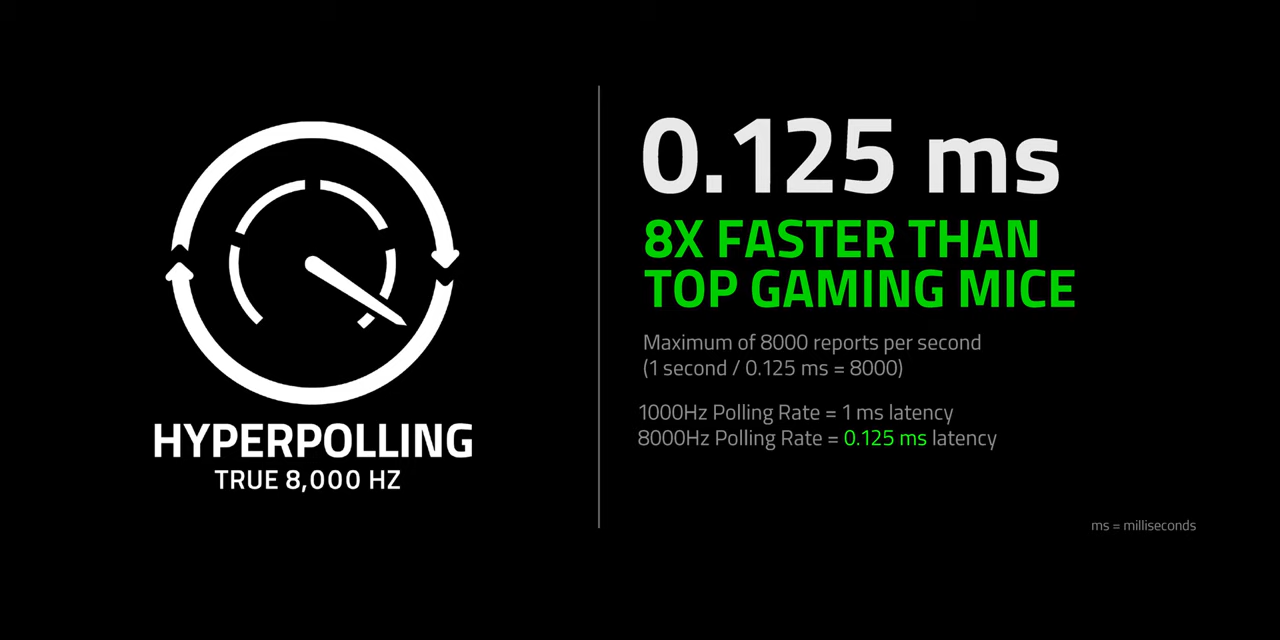 HYPERPOLLING
TRUE 8,000 HZ
0.125 ms
8X FASTER THAN
TOP GAMING MICE
Maximum of 8000 reports per second
(1 second / 0.125 ms = 8000)
1000Hz Polling Rate = 1 ms latency
8000Hz Polling Rate = 0.125 ms latency
ms = milliseconds